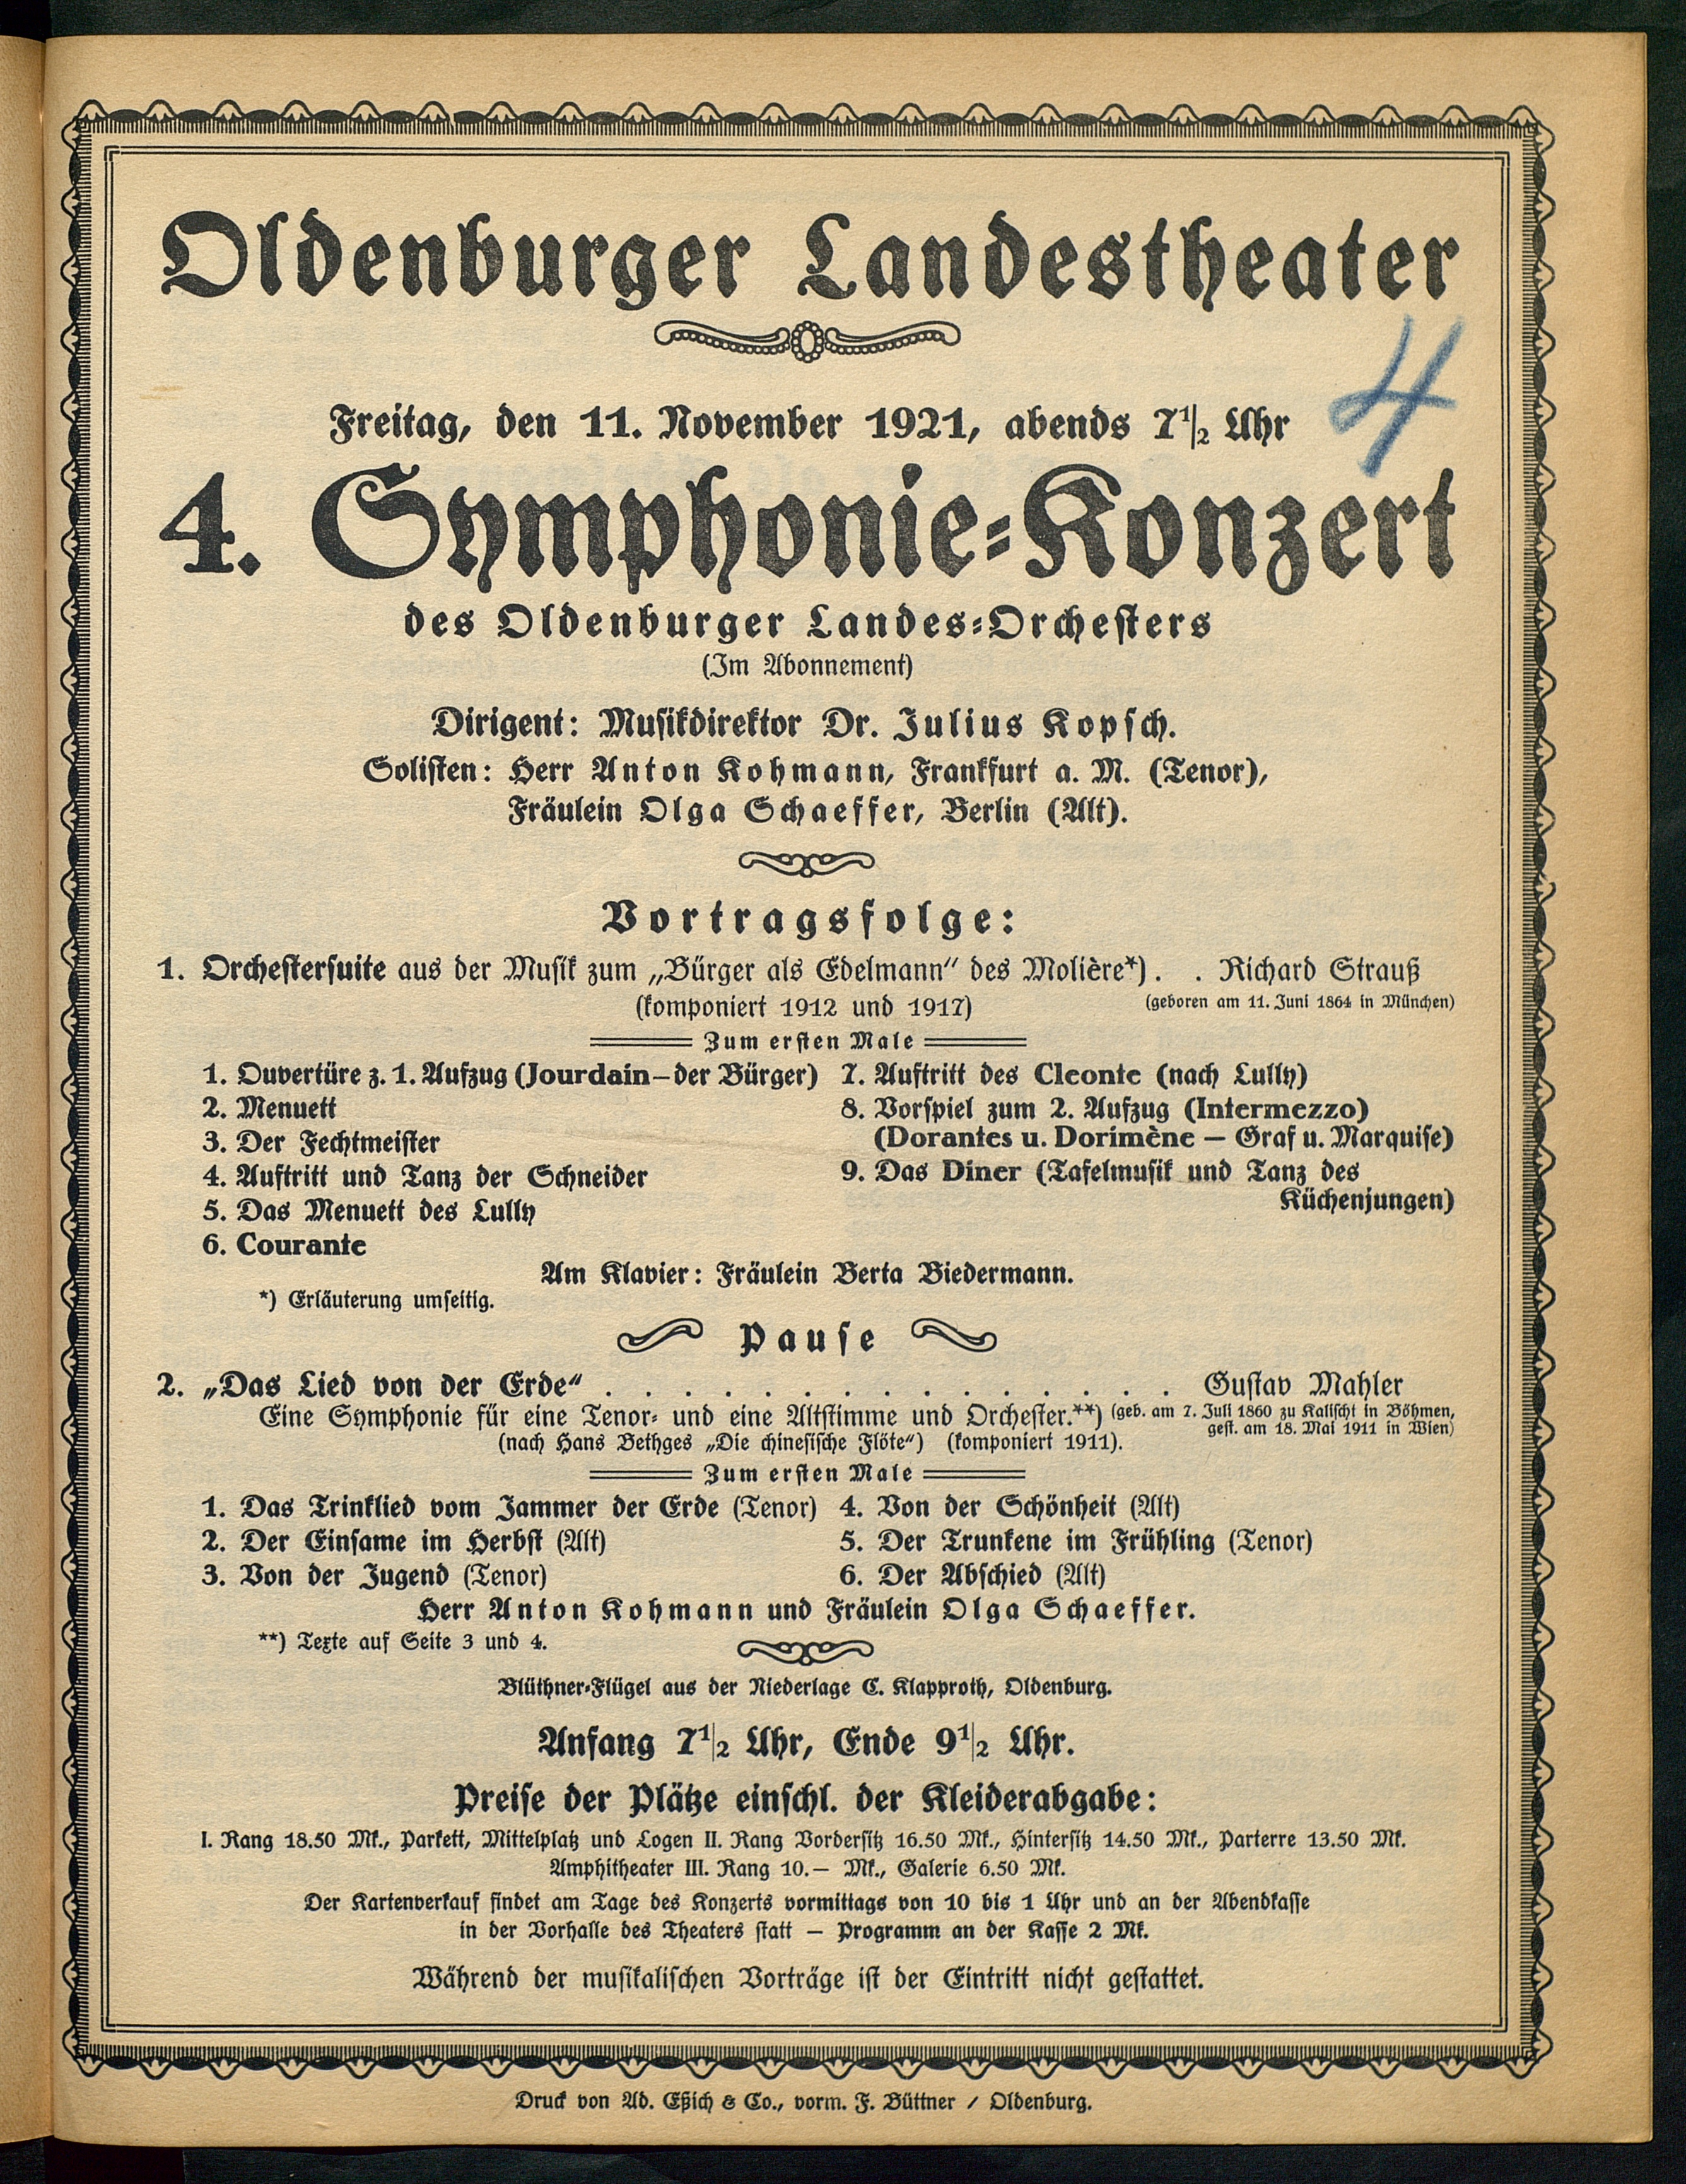 Oldenburger Landestheater
4
Freitag, den 11. November 1921, abends 7 1/2 Uhr
4. Symphonie=Konzert
des Oldenburger Landes=Orchesters
(Im Abonnement)
Dirigent: Musikdirektor Dr. Julius Kopsch.
Solisten: Herr Anton Kohmann, Frankfurt a. M. (Tenor),
Fräulein Olga Schaeffer, Berlin (Alt).
Vortragsfolge:
1. Orchestersuite aus der Musik zum „Bürger als Edelmann“ des Molière*) . . Richard Strauß
(komponiert 1912 und 1917) (geboren am 11. Juni 1864 in München)
Zum ersten Male
1. Ouvertüre z. 1. Aufzug (Jourdain—der Bürger)
2. Menuett
3. Der Fechtmeister
4. Auftritt und Tanz der Schneider
5. Das Menuett des Lully
6. Courante
7. Auftritt des Cleonte (nach Lully)
8. Vorspiel zum 2. Aufzug (Intermezzo)
(Dorantes u. Dorimène — Graf u. Marquise)
9. Das Diner (Tafelmusik und Tanz des
Küchenjungen)
Am Klavier: Fräulein Berta Biedermann.
*) Erläuterung umseitig.
Pause
2. „Das Lied von der Erde“ . . . . . . . . . . . . . . . Gustav Mahler
Eine Symphonie für eine Tenor= und eine Altstimme und Orchester.**) (geb. am 7. Juli 1860 zu Kalischt in Böhmen,
gest. am 18. Mai 1911 in Wien)
(nach Hans Bethges „Die chinesische Flöte“) (komponiert 1911).
Zum ersten Male
1. Das Trinklied vom Jammer der Erde (Tenor)
2. Der Einsame im Herbst (Alt)
3. Von der Jugend (Tenor)
4. Von der Schönheit (Alt)
5. Der Trunkene im Frühling (Tenor)
6. Der Abschied (Alt)
Herr Anton Kohmann und Fräulein Olga Schaeffer.
**) Texte auf Seite 3 und 4.
Blüthner=Flügel aus der Niederlage C. Klapproth, Oldenburg.
Anfang 7 1/2 Uhr, Ende 9 1/2 Uhr.
Preise der Plätze einschl. der Kleiderabgabe:
I. Rang 18.50 Mk., Parkett, Mittelplatz und Logen II. Rang Vordersitz 16.50 Mk., Hintersitz 14.50 Mk., Parterre 13.50 Mk.
Amphitheater III. Rang 10.— Mk., Galerie 6.50 Mk.
Der Kartenverkauf findet am Tage des Konzerts vormittags von 10 bis 1 Uhr und an der Abendkasse
in der Vorhalle des Theaters statt — Programm an der Kasse 2 Mk.
Während der musikalischen Vorträge ist der Eintritt nicht gestattet.
Druck von Ad. Eßich & Co., vorm. F. Büttner / Oldenburg.